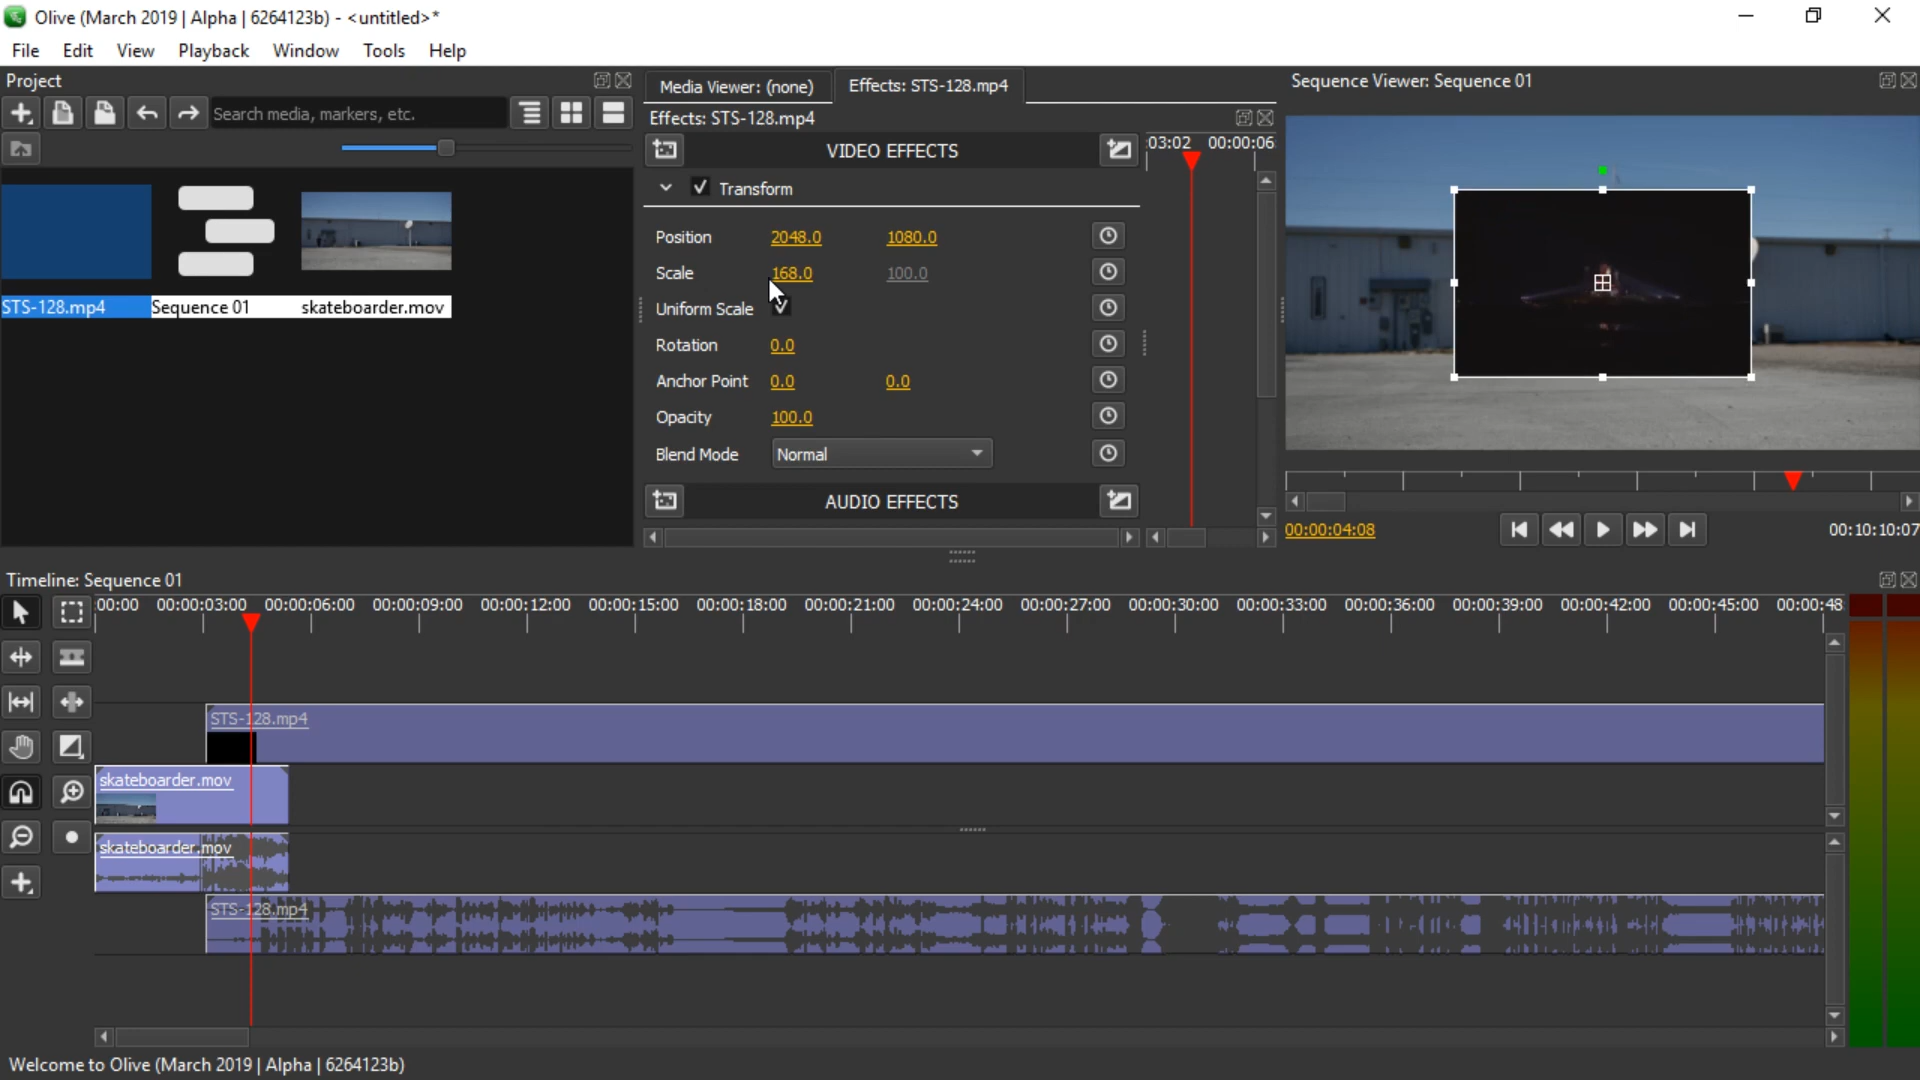 Olive (March 2019 | Alpha | 6264123b) - <untitled>*
File Edit View Playback Window Tools Help
Project
Search media, markers, etc.
STS-128.mp4 Sequence 01 skateboarder.mov
Media Viewer: (none) Effects: STS-128.mp4
Effects: STS-128.mp4
VIDEO EFFECTS
Transform
Position 2048.0 1080.0
Scale 168.0 100.0
Uniform Scale
Rotation 0.0
Anchor Point 0.0 0.0
Opacity 100.0
Blend Mode Normal
AUDIO EFFECTS
:03:02 00:00:06
Sequence Viewer: Sequence 01
00:00:04:08 00:10:10:07
Timeline: Sequence 01
:00:00 00:00:03:00 00:00:06:00 00:00:09:00 00:00:12:00 00:00:15:00 00:00:18:00 00:00:21:00 00:00:24:00 00:00:27:00 00:00:30:00 00:00:33:00 00:00:36:00 00:00:39:00 00:00:42:00 00:00:45:00 00:00:48
STS-128.mp4
skateboarder.mov
skateboarder.mov
STS-128.mp4
Welcome to Olive (March 2019 | Alpha | 6264123b)